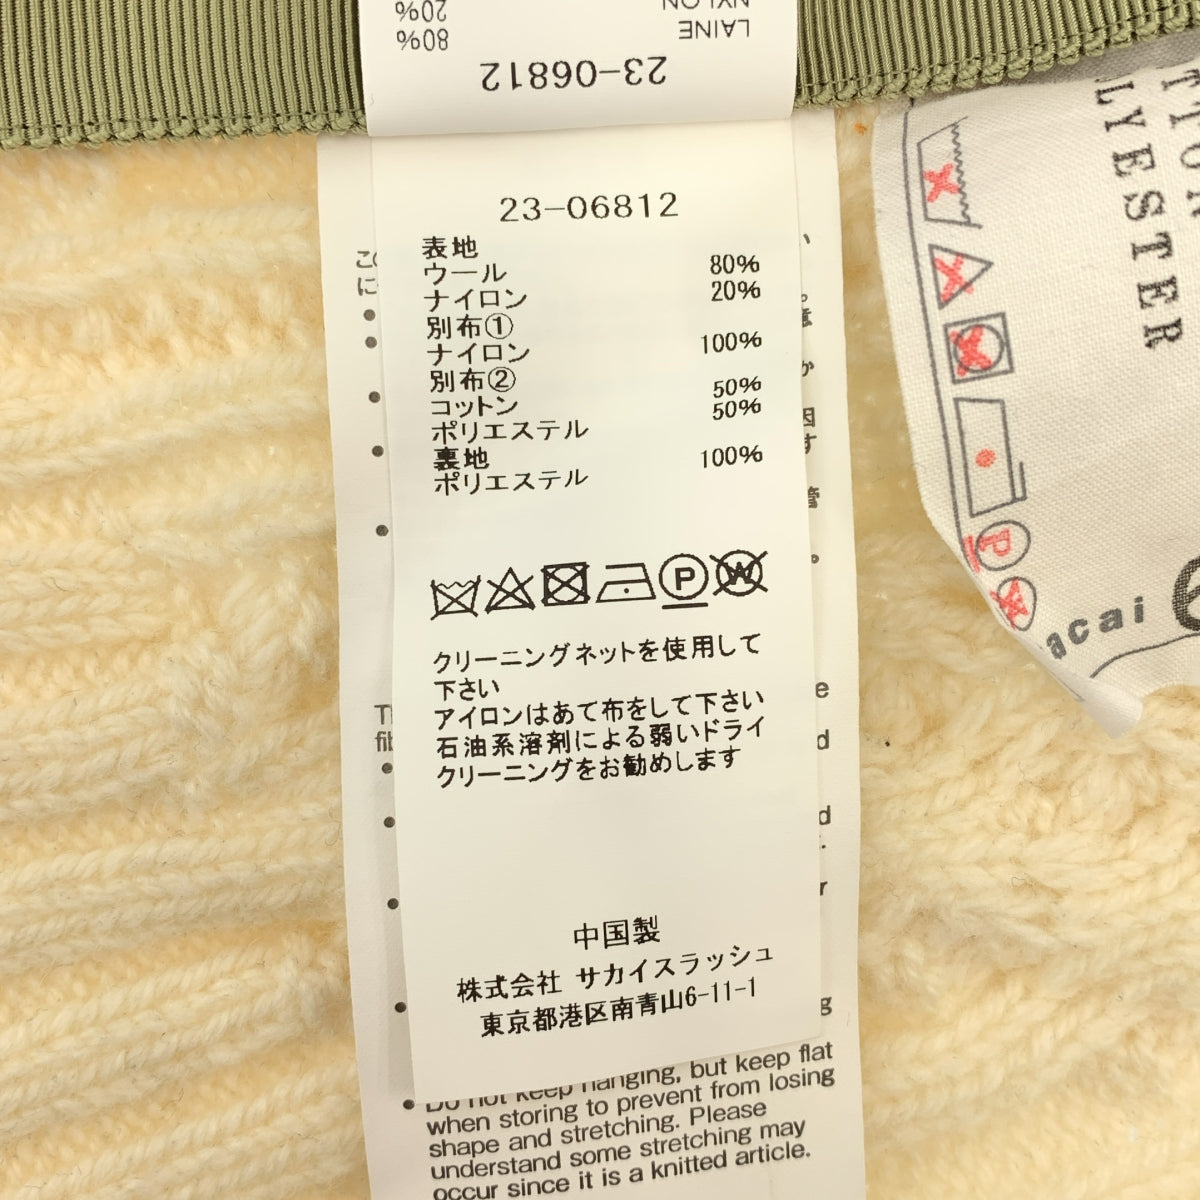 20%
NYLON
80%
LAINE
23-06812
23-06812
表地
ウール 80%
ナイロン 20%
別布①
ナイロン 100%
別布②
コットン 50%
ポリエステル 50%
裏地
ポリエステル 100%
P
W
クリーニングネットを使用して
下さい
アイロンはあて布をして下さい
石油系溶剤による弱いドライ
クリーニングをお勧めします
中国製
株式会社 サカイスラッシュ
東京都港区南青山6-11-1
Do not keep hanging, but keep flat
when storing to prevent from losing
shape and stretching. Please
understand some stretching may
occur since it is a knitted article.
P
acai